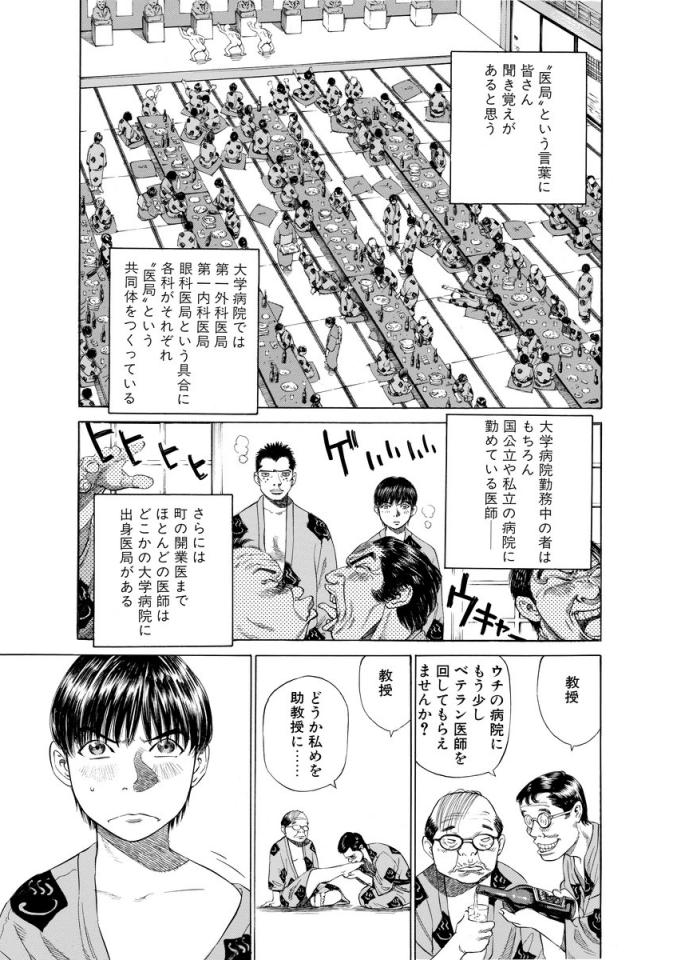 “医局”という言葉に
皆さん
聞き覚えが
あると思う
大学病院では
第一外科医局
第一内科医局
眼科医局という具合に
各科がそれぞれ
“医局”という
共同体をつくっている
大学病院勤務中の者は
もちろん
国公立や私立の病院に
勤めている医師──
ゲハハハ
ウキャー
ヒヒヒ
さらには
町の開業医まで
ほとんどの医師は
どこかの大学病院に
出身医局がある
教授
ウチの病院に
もう少し
ベテラン医師を
回してもらえ
ませんか?
教授
どうか私めを
助教授に……